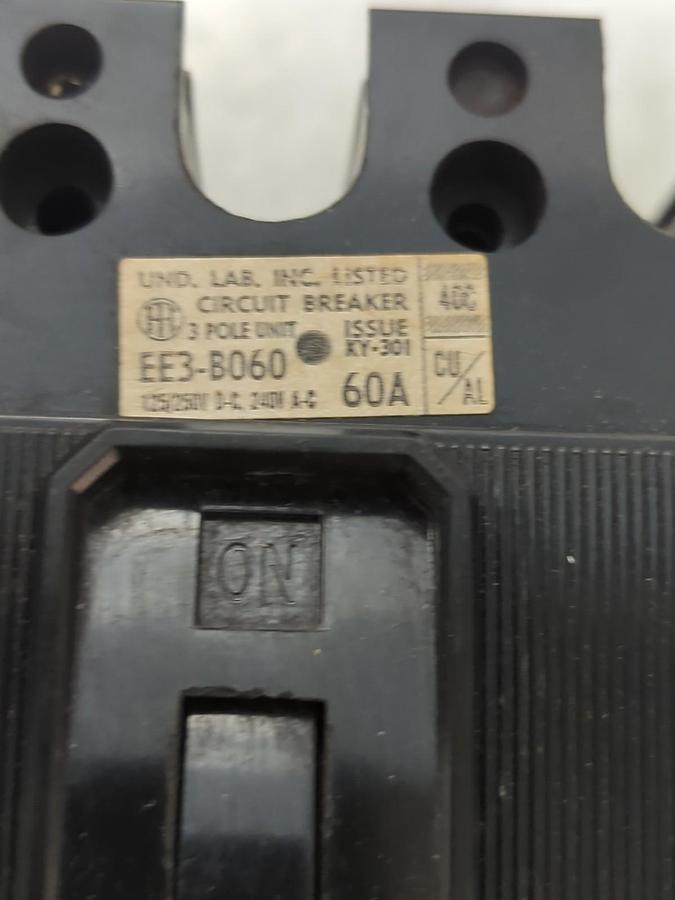 UND. LAB. INC. LISTED
CIRCUIT BREAKER
3 POLE UNIT
ISSUE
KY-301
EE3-B060
60A
125/250V D-C, 240V A-C
40C
CU/AL
ON